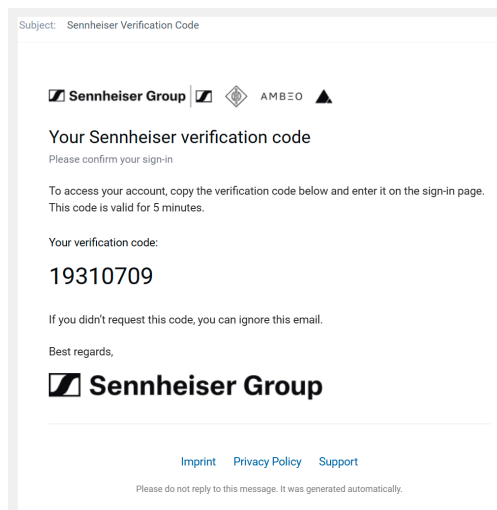 Subject: Sennheiser Verification Code
Sennheiser Group AMBEO
Your Sennheiser verification code
Please confirm your sign-in
To access your account, copy the verification code below and enter it on the sign-in page.
This code is valid for 5 minutes.
Your verification code:
19310709
If you didn't request this code, you can ignore this email.
Best regards,
Sennheiser Group
Imprint Privacy Policy Support
Please do not reply to this message. It was generated automatically.